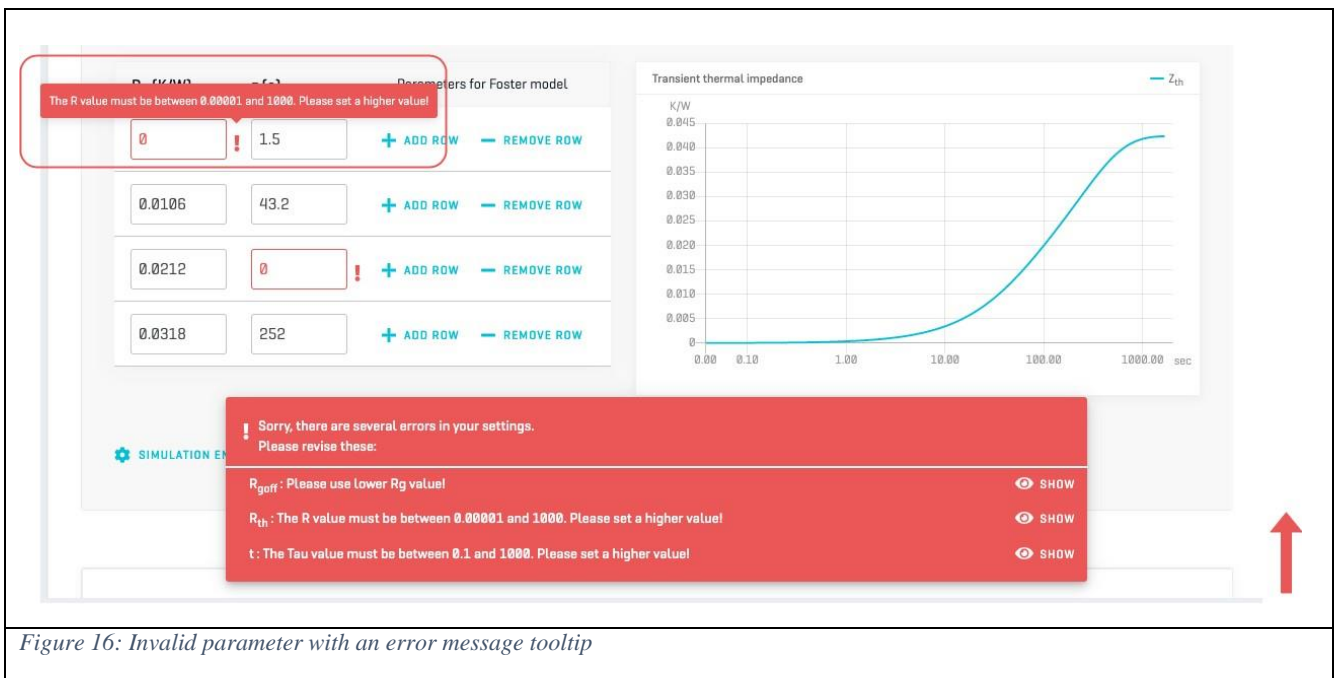 [K/W]
Parameters for Foster model
The R value must be between 0.00001 and 1000. Please set a higher value!
0 ! 1.5 + ADD ROW — REMOVE ROW
0.0106 43.2 + ADD ROW — REMOVE ROW
0.0212 0 ! + ADD ROW — REMOVE ROW
0.0318 252 + ADD ROW — REMOVE ROW
Transient thermal impedance
Zth
K/W
0.045
0.040
0.035
0.030
0.025
0.020
0.015
0.010
0.005
0
0.00 0.10 1.00 10.00 100.00 1000.00 sec
SIMULATION
! Sorry, there are several errors in your settings.
Please revise these:
Rgoff : Please use lower Rg value! SHOW
Rth : The R value must be between 0.00001 and 1000. Please set a higher value! SHOW
t : The Tau value must be between 0.1 and 1000. Please set a higher value! SHOW
Figure 16: Invalid parameter with an error message tooltip